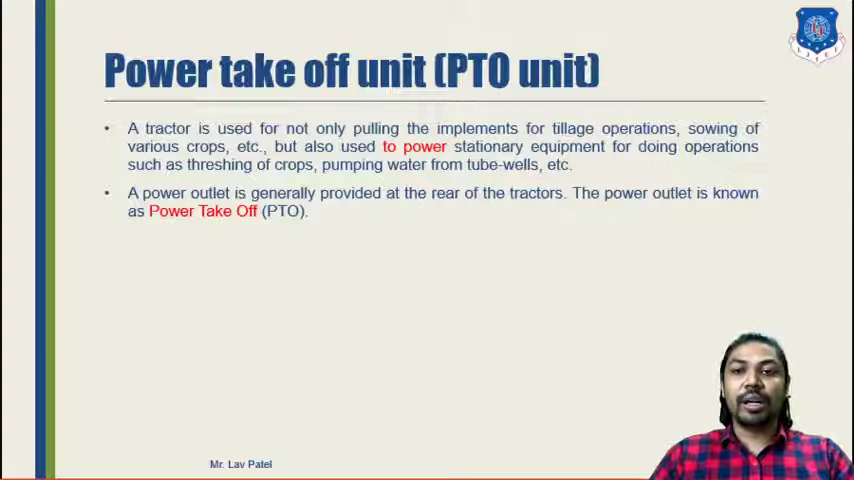 Power take off unit (PTO unit)
• A tractor is used for not only pulling the implements for tillage operations, sowing of
various crops, etc., but also used to power stationary equipment for doing operations
such as threshing of crops, pumping water from tube-wells, etc.
• A power outlet is generally provided at the rear of the tractors. The power outlet is known
as Power Take Off (PTO).
Mr. Lav Patel